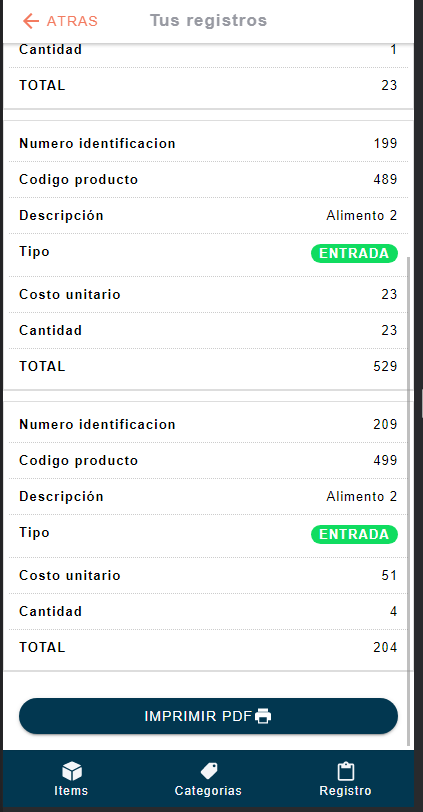 ATRAS Tus registros
Cantidad 1
TOTAL 23
Numero identificacion 199
Codigo producto 489
Descripción Alimento 2
Tipo ENTRADA
Costo unitario 23
Cantidad 23
TOTAL 529
Numero identificacion 209
Codigo producto 499
Descripción Alimento 2
Tipo ENTRADA
Costo unitario 51
Cantidad 4
TOTAL 204
IMPRIMIR PDF
Items Categorias Registro